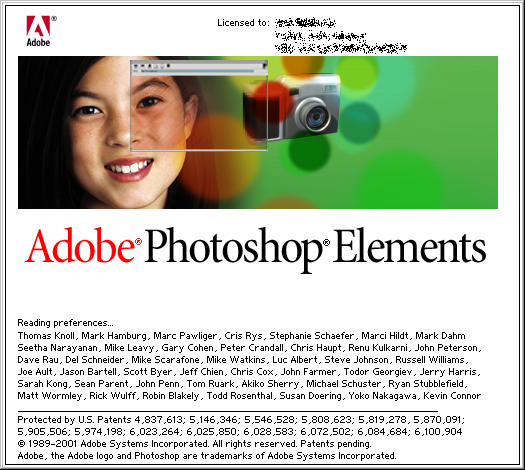 Adobe®
Licensed to:
Adobe® Photoshop® Elements
Reading preferences...
Thomas Knoll, Mark Hamburg, Marc Pawliger, Cris Rys, Stephanie Schaefer, Marci Hildt, Mark Dahm
Seetha Narayanan, Mike Leavy, Gary Cohen, Peter Crandall, Chris Haupt, Renu Kulkarni, John Peterson,
Dave Rau, Del Schneider, Mike Scarafone, Mike Watkins, Luc Albert, Steve Johnson, Russell Williams,
Joe Ault, Jason Bartell, Scott Byer, Jeff Chien, Chris Cox, John Farmer, Todor Georgiev, Jerry Harris,
Sarah Kong, Sean Parent, John Penn, Tom Ruark, Akiko Sherry, Michael Schuster, Ryan Stubblefield,
Matt Wormley, Rick Wulff, Robin Blakely, Todd Rosenthal, Susan Doering, Yoko Nakagawa, Kevin Connor
Protected by U.S. Patents 4,837,613; 5,146,346; 5,546,528; 5,808,623; 5,819,278, 5,870,091;
5,905,506; 5,974,198; 6,023,264; 6,025,850; 6,028,583; 6,072,502; 6,084,684; 6,100,904
© 1989-2001 Adobe Systems Incorporated. All rights reserved. Patents pending.
Adobe, the Adobe logo and Photoshop are trademarks of Adobe Systems Incorporated.